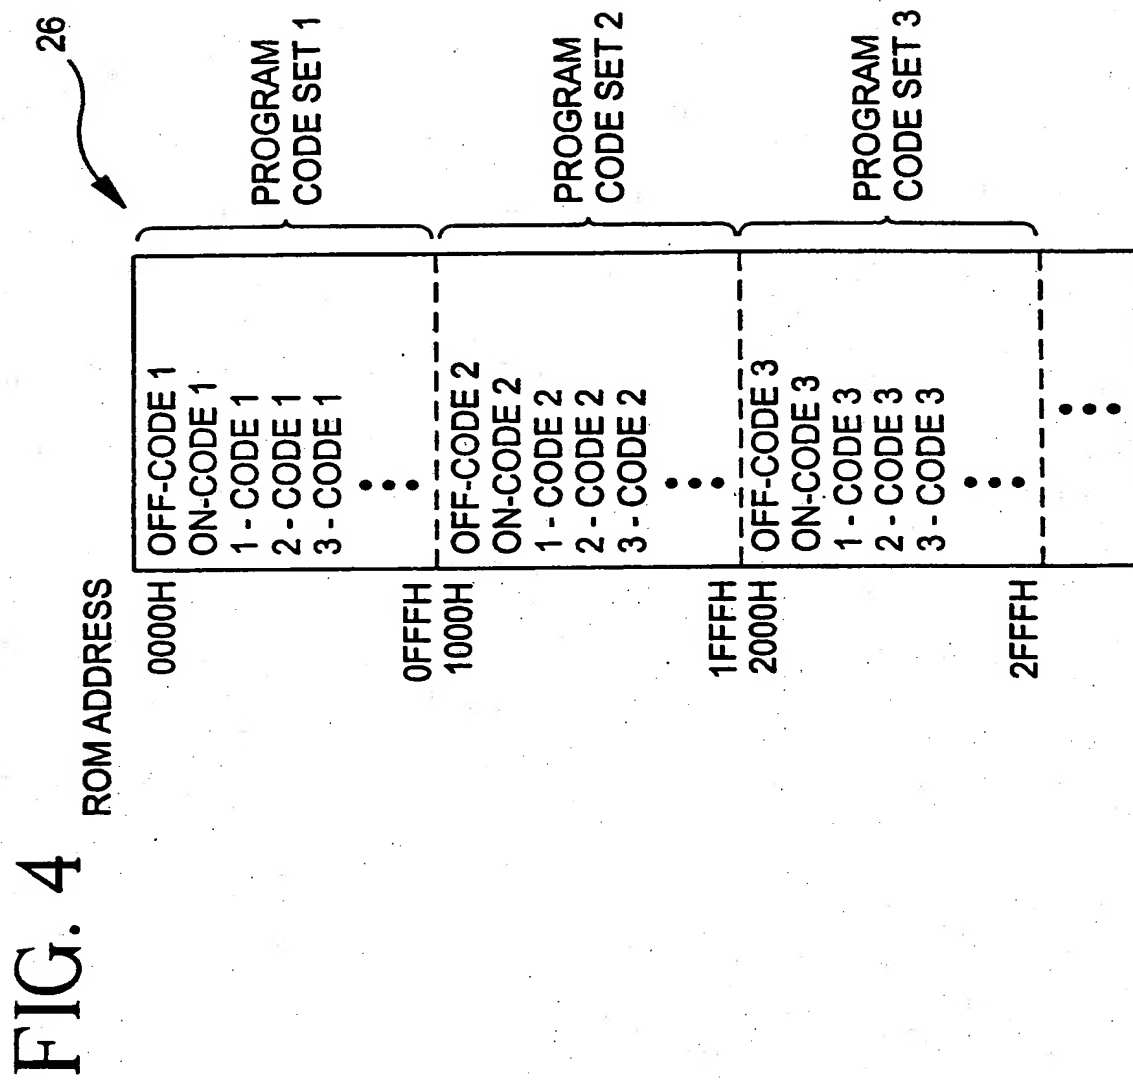 FIG. 4
26
ROM ADDRESS
0000H
OFF-CODE 1
ON-CODE 1
1 - CODE 1
2 - CODE 1
3 - CODE 1
PROGRAM
CODE SET 1
0FFFH
1000H
OFF-CODE 2
ON-CODE 2
1 - CODE 2
2 - CODE 2
3 - CODE 2
PROGRAM
CODE SET 2
1FFFH
2000H
OFF-CODE 3
ON-CODE 3
1 - CODE 3
2 - CODE 3
3 - CODE 3
PROGRAM
CODE SET 3
2FFFH